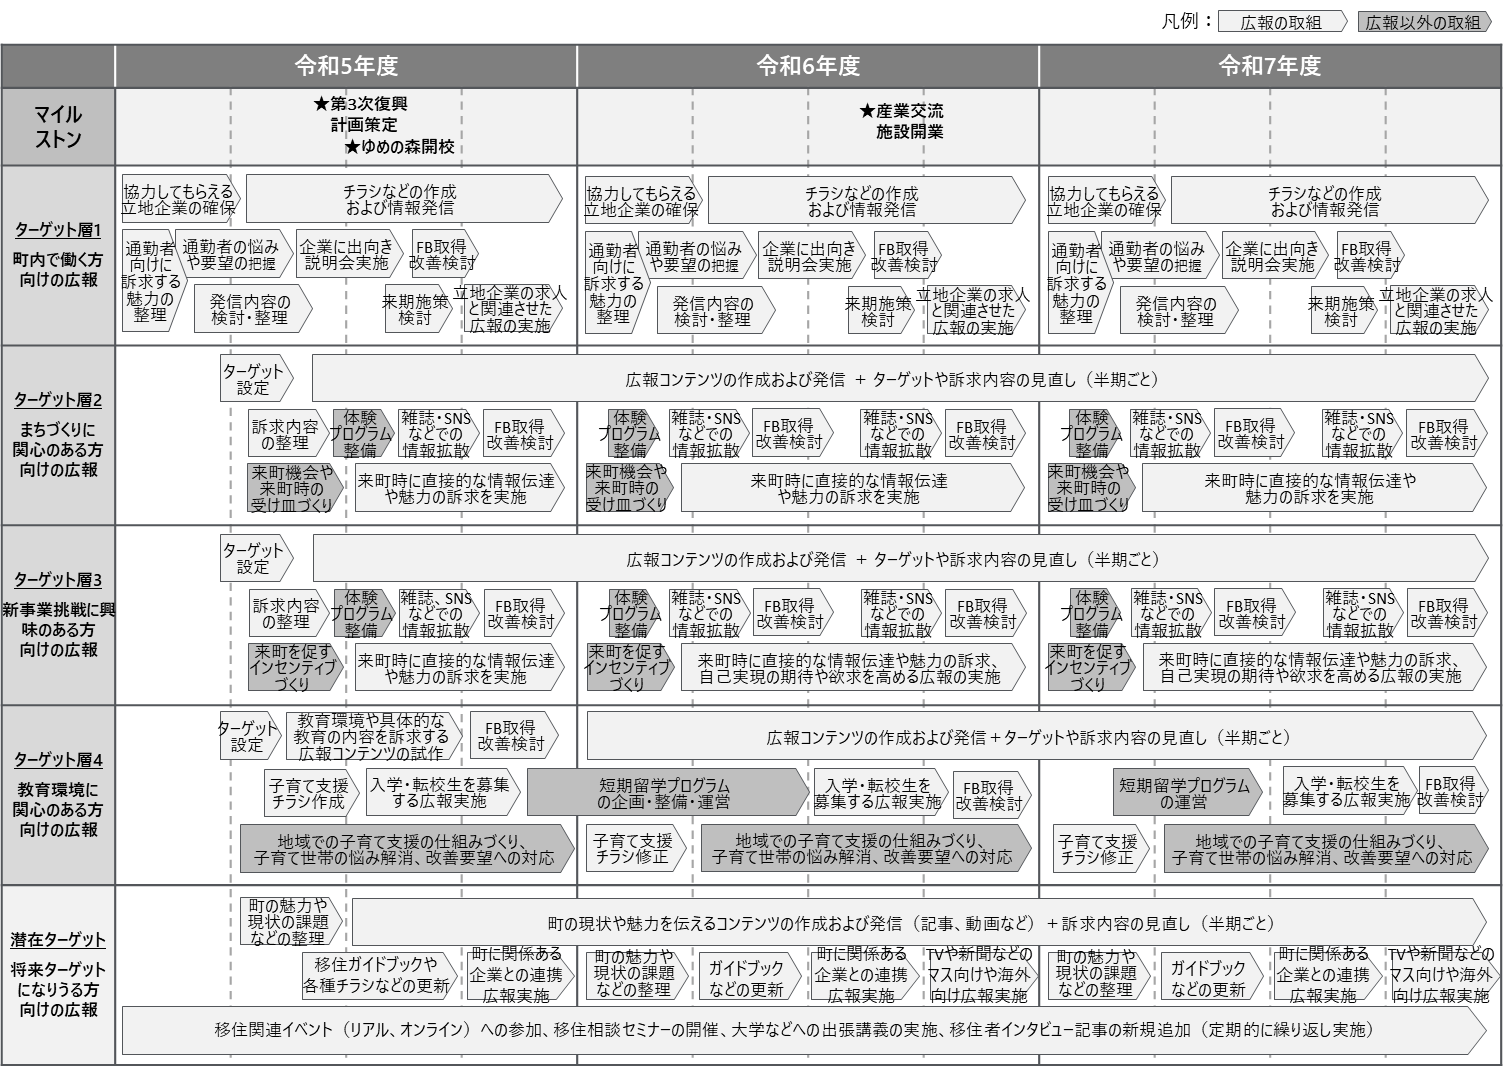 凡例：
広報の取組
広報以外の取組
令和5年度
令和6年度
令和7年度
マイル
ストン
★第3次復興
計画策定
★ゆめの森開校
★産業交流
施設開業
ターゲット層1
町内で働く方
向けの広報
協力してもらえる
立地企業の確保
チラシなどの作成
および情報発信
通勤者
向けに
訴求する
魅力の
整理
通勤者の悩み
や要望の把握
企業に出向き
説明会実施
FB取得
改善検討
発信内容の
検討・整理
来期施策
検討
立地企業の求人
と関連させた
広報の実施
協力してもらえる
立地企業の確保
チラシなどの作成
および情報発信
通勤者
向けに
訴求する
魅力の
整理
通勤者の悩み
や要望の把握
企業に出向き
説明会実施
FB取得
改善検討
発信内容の
検討・整理
来期施策
検討
立地企業の求人
と関連させた
広報の実施
協力してもらえる
立地企業の確保
チラシなどの作成
および情報発信
通勤者
向けに
訴求する
魅力の
整理
通勤者の悩み
や要望の把握
企業に出向き
説明会実施
FB取得
改善検討
発信内容の
検討・整理
来期施策
検討
立地企業の求人
と関連させた
広報の実施
ターゲット層2
まちづくりに
関心のある方
向けの広報
ターゲット
設定
広報コンテンツの作成および発信 ＋ ターゲットや訴求内容の見直し（半期ごと）
訴求内容
の整理
体験
プログラム
整備
雑誌・SNS
などでの
情報拡散
FB取得
改善検討
来町機会や
来町時の
受け皿づくり
来町時に直接的な情報伝達
や魅力の訴求を実施
体験
プログラム
整備
雑誌・SNS
などでの
情報拡散
FB取得
改善検討
雑誌・SNS
などでの
情報拡散
FB取得
改善検討
来町機会や
来町時の
受け皿づくり
来町時に直接的な情報伝達
や魅力の訴求を実施
体験
プログラム
整備
雑誌・SNS
などでの
情報拡散
FB取得
改善検討
雑誌・SNS
などでの
情報拡散
FB取得
改善検討
来町機会や
来町時の
受け皿づくり
来町時に直接的な情報伝達や
魅力の訴求を実施
ターゲット層3
新事業挑戦に興
味のある方
向けの広報
ターゲット
設定
広報コンテンツの作成および発信 ＋ ターゲットや訴求内容の見直し（半期ごと）
訴求内容
の整理
体験
プログラム
整備
雑誌、SNS
などでの
情報拡散
FB取得
改善検討
来町を促す
インセンティブ
づくり
来町時に直接的な情報伝達
や魅力の訴求を実施
体験
プログラム
整備
雑誌・SNS
などでの
情報拡散
FB取得
改善検討
雑誌・SNS
などでの
情報拡散
FB取得
改善検討
来町を促す
インセンティブ
づくり
来町時に直接的な情報伝達や魅力の訴求、
自己実現の期待や欲求を高める広報の実施
体験
プログラム
整備
雑誌・SNS
などでの
情報拡散
FB取得
改善検討
雑誌・SNS
などでの
情報拡散
FB取得
改善検討
来町を促す
インセンティブ
づくり
来町時に直接的な情報伝達や魅力の訴求、
自己実現の期待や欲求を高める広報の実施
ターゲット層4
教育環境に
関心のある方
向けの広報
ターゲット
設定
教育環境や具体的な
教育の内容を訴求する
広報コンテンツの試作
FB取得
改善検討
広報コンテンツの作成および発信＋ターゲットや訴求内容の見直し（半期ごと）
子育て支援
チラシ作成
入学・転校生を募集
する広報実施
短期留学プログラム
の企画・整備・運営
入学・転校生を
募集する広報実施
FB取得
改善検討
短期留学プログラム
の運営
入学・転校生を
募集する広報実施
FB取得
改善検討
地域での子育て支援の仕組みづくり、
子育て世帯の悩み解消、改善要望への対応
子育て支援
チラシ修正
地域での子育て支援の仕組みづくり、
子育て世帯の悩み解消、改善要望への対応
子育て支援
チラシ修正
地域での子育て支援の仕組みづくり、
子育て世帯の悩み解消、改善要望への対応
潜在ターゲット
将来ターゲット
になりうる方
向けの広報
町の魅力や
現状の課題
などの整理
町の現状や魅力を伝えるコンテンツの作成および発信（記事、動画など）＋訴求内容の見直し（半期ごと）
移住ガイドブックや
各種チラシなどの更新
町に関係ある
企業との連携
広報実施
町の魅力や
現状の課題
などの整理
ガイドブック
などの更新
町に関係ある
企業との連携
広報実施
TVや新聞などの
マス向けや海外
向け広報実施
町の魅力や
現状の課題
などの整理
ガイドブック
などの更新
町に関係ある
企業との連携
広報実施
TVや新聞などの
マス向けや海外
向け広報実施
移住関連イベント（リアル、オンライン）への参加、移住相談セミナーの開催、大学などへの出張講義の実施、移住者インタビュー記事の新規追加（定期的に繰り返し実施）